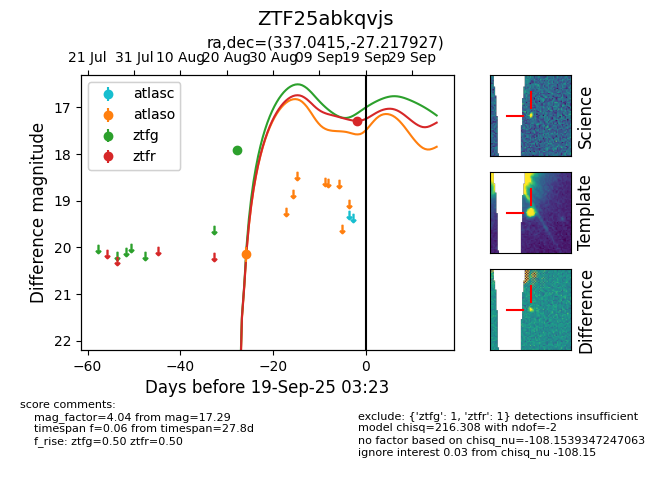 ZTF25abkqvjs
ra,dec=(337.0415,-27.217927)
21 Jul 31 Jul 10 Aug 20 Aug 30 Aug 09 Sep 19 Sep 29 Sep
atlasc
atlaso
ztfg
ztfr
Difference magnitude
17
18
19
20
21
22
−60 −40 −20 0
Days before 19-Sep-25 03:23
Science
Template
Difference
score comments:
mag_factor=4.04 from mag=17.29
timespan f=0.06 from timespan=27.8d
f_rise: ztfg=0.50 ztfr=0.50
exclude: {'ztfg': 1, 'ztfr': 1} detections insufficient
model chisq=216.308 with ndof=-2
no factor based on chisq_nu=-108.1539347247063
ignore interest 0.03 from chisq_nu -108.15